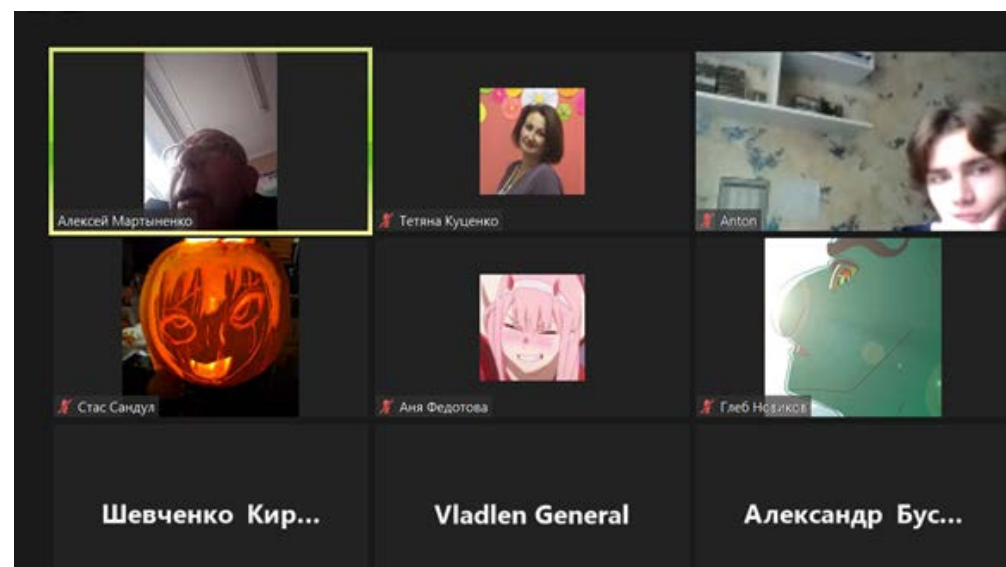 Алексей Мартыненко
Тетяна Куценко
Anton
Стас Сандул
Аня Федотова
Глеб Новиков
Шевченко Кир...
Vladlen General
Александр Бус...